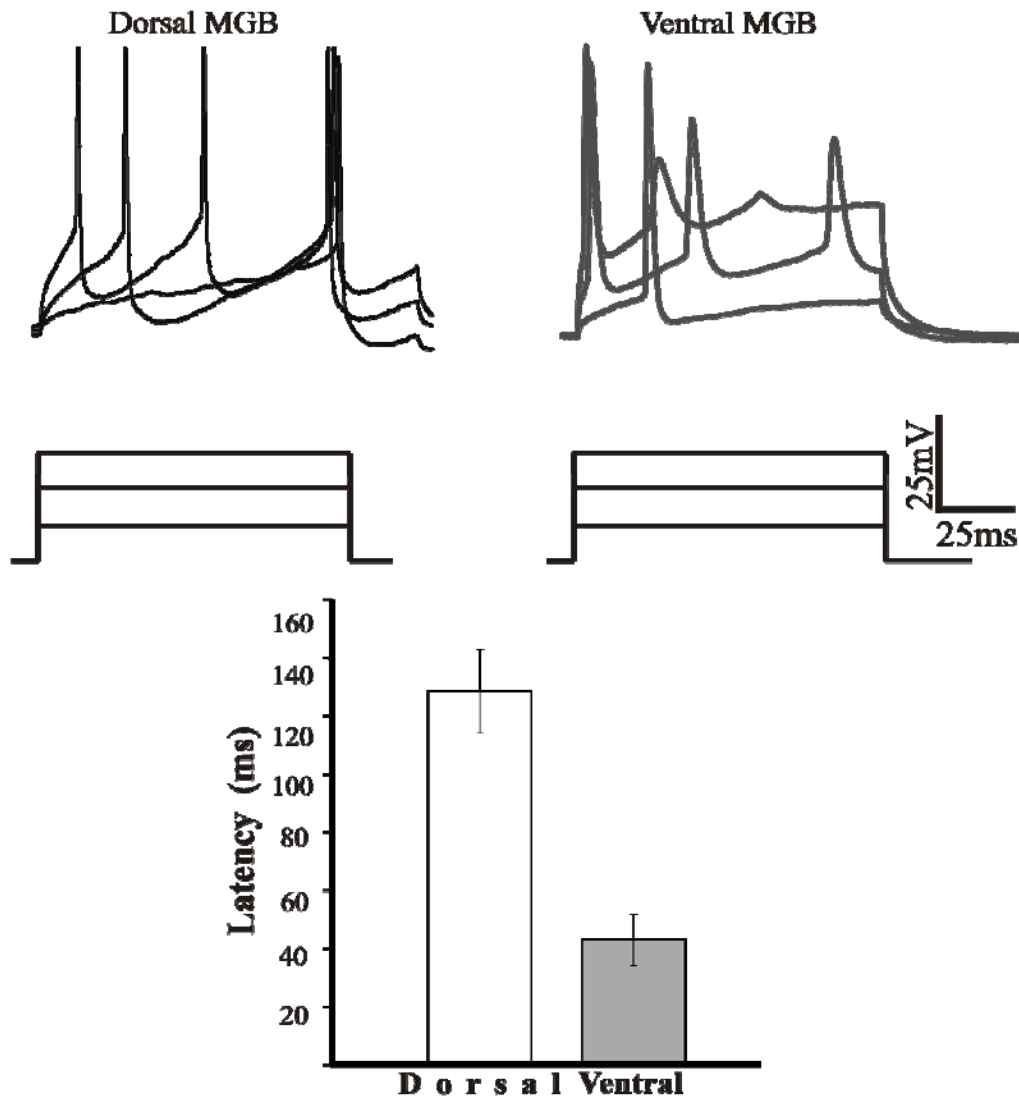 Dorsal MGB
Ventral MGB
25mV
25ms
160
140
120
100
80
60
40
20
Latency (ms)
D o r s a l Ventral